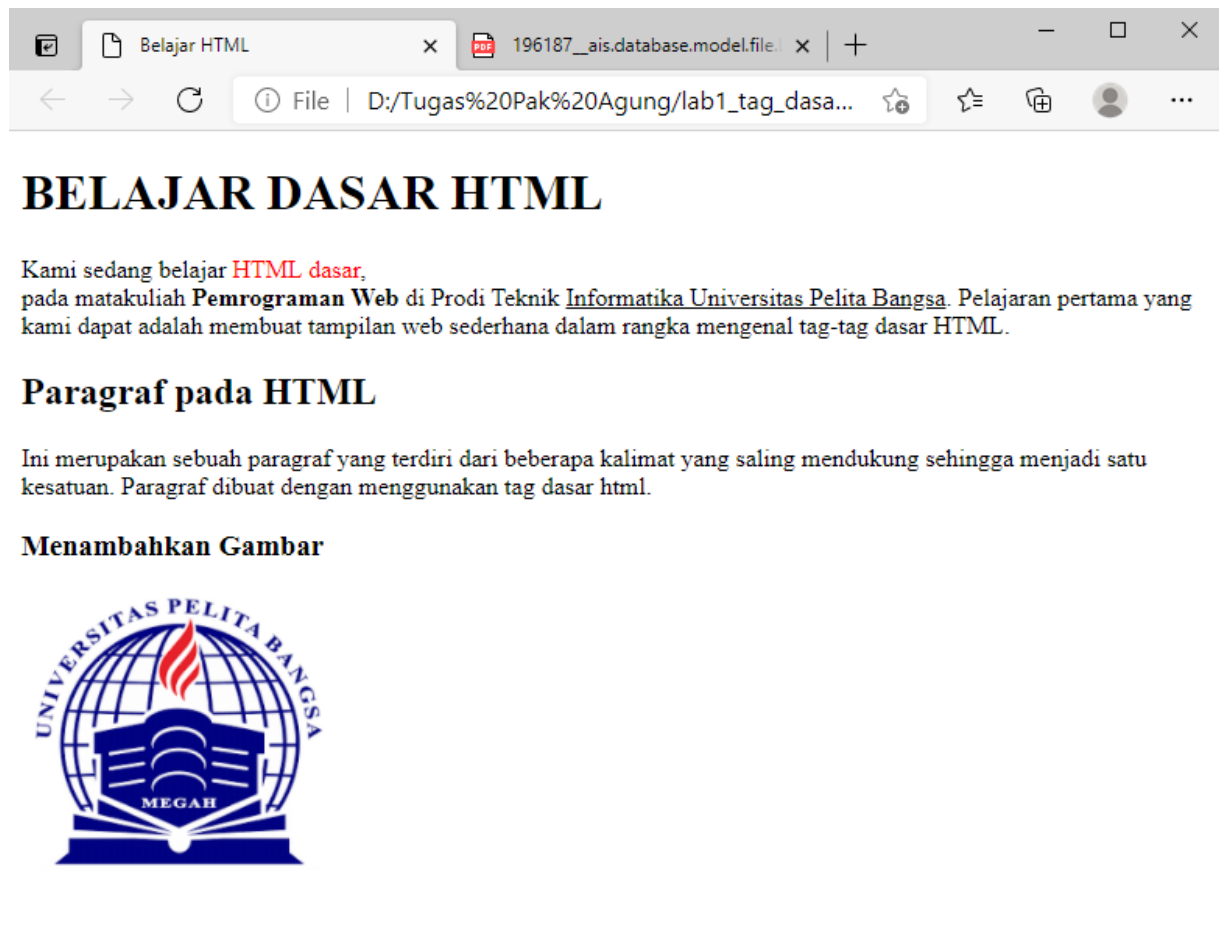 Belajar HTML
PDF
196187__ais.database.model.file.
File
D:/Tugas%20Pak%20Agung/lab1_tag_dasa...
BELAJAR DASAR HTML
Kami sedang belajar HTML dasar,
pada matakuliah Pemrograman Web di Prodi Teknik Informatika Universitas Pelita Bangsa. Pelajaran pertama yang
kami dapat adalah membuat tampilan web sederhana dalam rangka mengenal tag-tag dasar HTML.
Paragraf pada HTML
Ini merupakan sebuah paragraf yang terdiri dari beberapa kalimat yang saling mendukung sehingga menjadi satu
kesatuan. Paragraf dibuat dengan menggunakan tag dasar html.
Menambahkan Gambar
UNIVERSITAS PELITA BANGSA
MEGAH